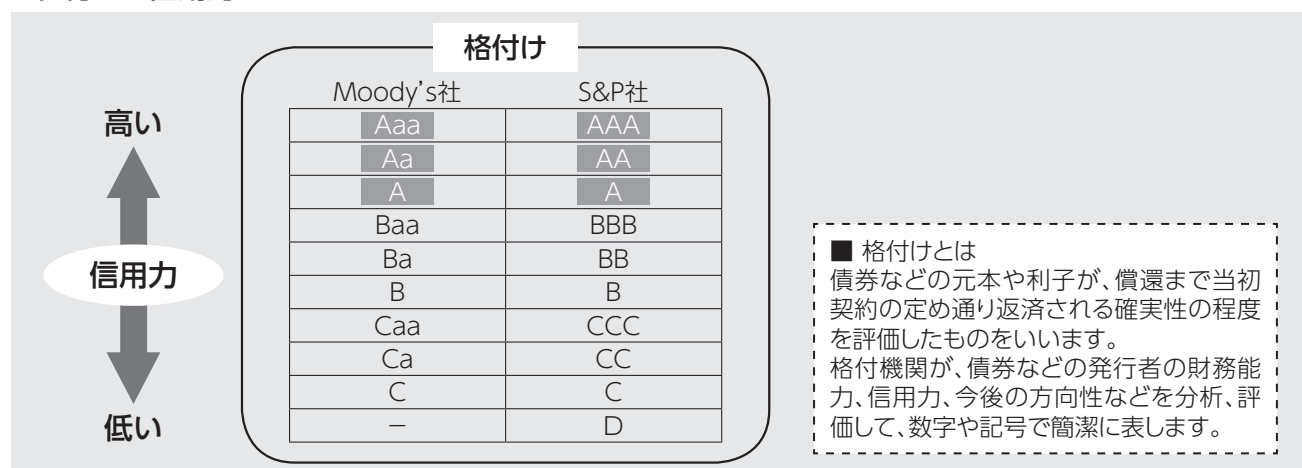 格付け
Moody’s社 S&P社
高い
Aaa AAA
Aa AA
A A
Baa BBB
Ba BB
B B
Caa CCC
Ca CC
C C
− D
信用力
低い
■ 格付けとは
債券などの元本や利子が、償還まで当初
契約の定め通り返済される確実性の程度
を評価したものをいいます。
格付機関が、債券などの発行者の財務能
力、信用力、今後の方向性などを分析、評
価して、数字や記号で簡潔に表します。